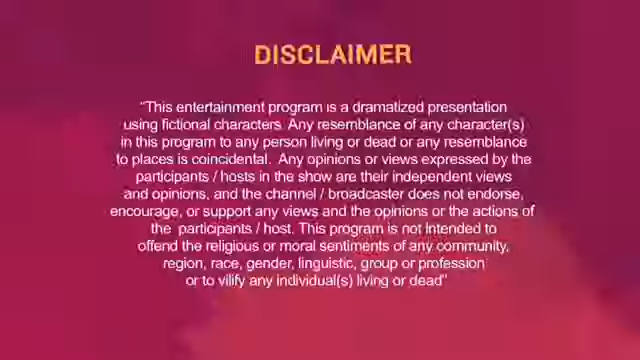 DISCLAIMER
"This entertainment program is a dramatized presentation
using fictional characters. Any resemblance of any character(s)
in this program to any person living or dead or any resemblance
to places is coincidental. Any opinions or views expressed by the
participants / hosts in the show are their independent views
and opinions, and the channel / broadcaster does not endorse,
encourage, or support any views and the opinions or the actions of
the participants / host. This program is not intended to
offend the religious or moral sentiments of any community,
region, race, gender, linguistic, group or profession
or to vilify any individual(s) living or dead"